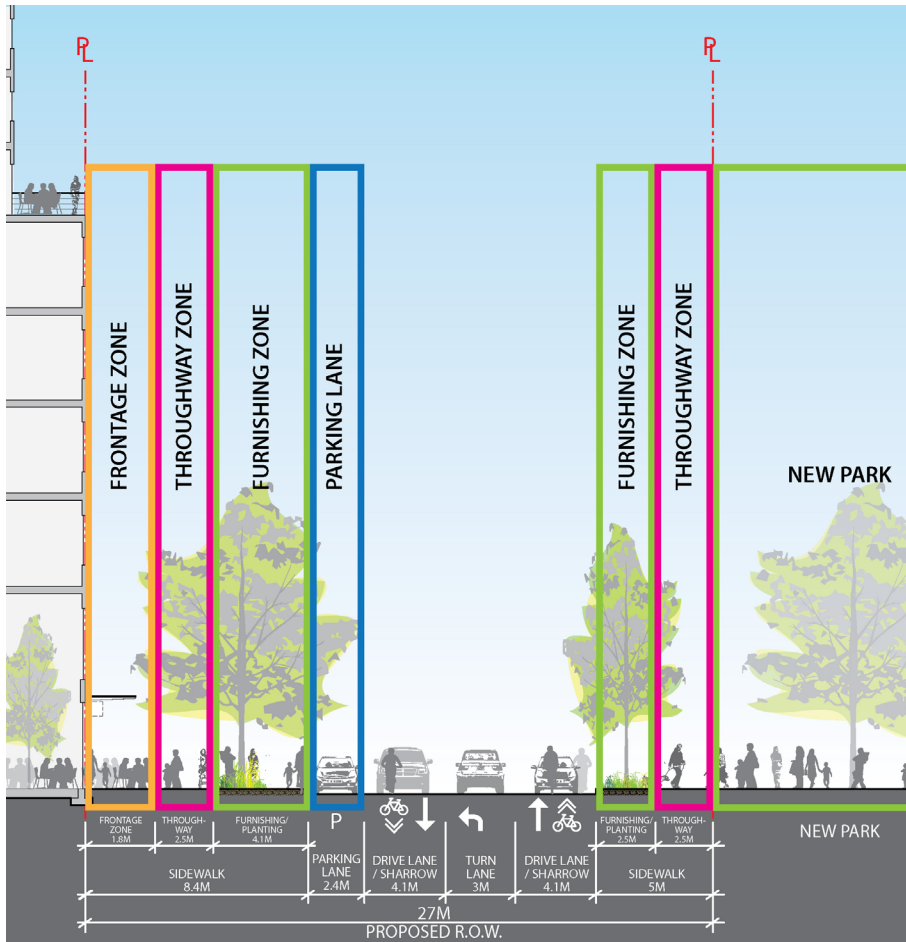 PL
PL
FRONTAGE ZONE
THROUGHWAY ZONE
FURNISHING ZONE
PARKING LANE
FURNISHING ZONE
THROUGHWAY ZONE
NEW PARK
FRONTAGE
ZONE
1.8M
THROUGH-
WAY
2.5M
FURNISHING/
PLANTING
4.1M
P
FURNISHING/
PLANTING
2.5M
THROUGH-
WAY
2.5M
NEW PARK
SIDEWALK
8.4M
PARKING
LANE
2.4M
DRIVE LANE
/ SHARROW
4.1M
TURN
LANE
3M
DRIVE LANE
/ SHARROW
4.1M
SIDEWALK
5M
27M
PROPOSED R.O.W.